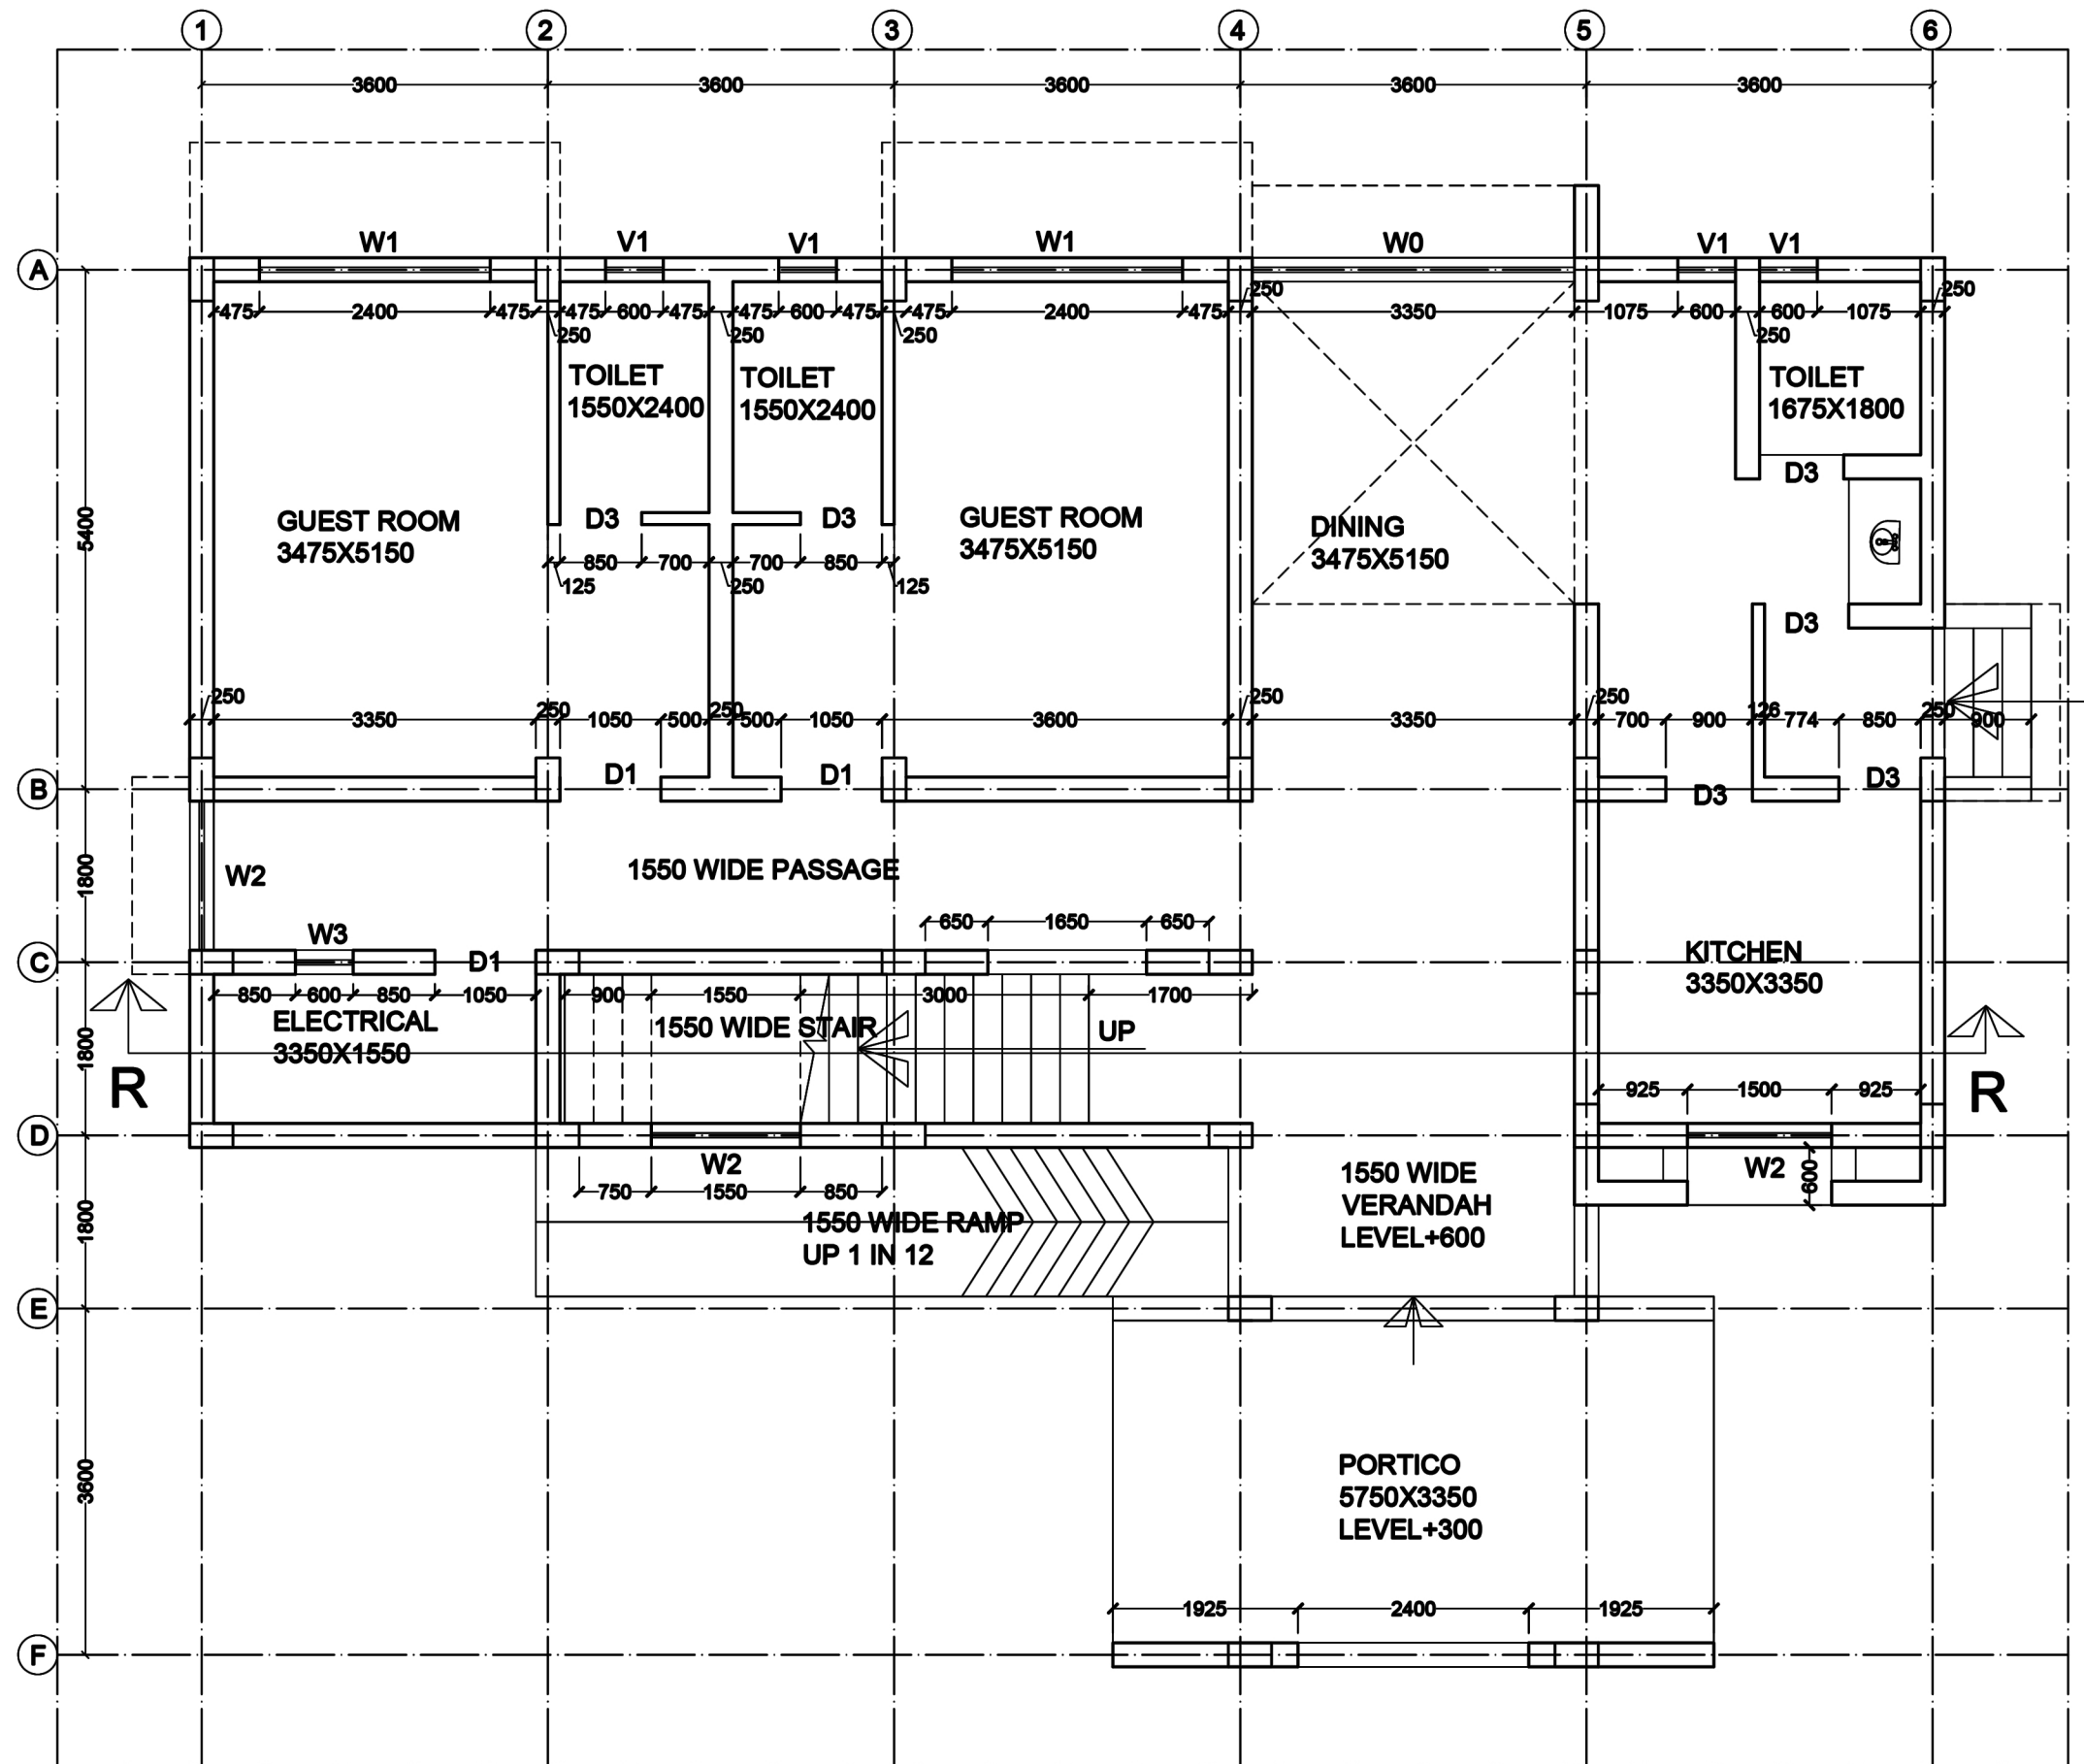 1 2 3 4 5 6
3600 3600 3600 3600 3600
W1 V1 V1 W1 W0 V1 V1
A
250 250
475 2400 475 475 600 475 475 600 475 475 2400 475 3350 1075 600 600 1075
250 250 250 250
TOILET
1550X2400
TOILET
1550X2400
TOILET
1675X1800
D3
5400
GUEST ROOM
3475X5150
D3 D3
GUEST ROOM
3475X5150
DINING
3475X5150
850 700 700 850
125 250 125
D3
250 250 250
3350 250 1050 500 250 500 1050 3600 3350 700 900 126 774 850 250 900
B
D1 D1 D3 D3
1800
W2
1550 WIDE PASSAGE
650 1650 650
W3
C
D1
KITCHEN
3350X3350
850 600 850 1050 900 1550 3000 1700
ELECTRICAL
3350X1550
1550 WIDE STAIR
UP
1800
R R
925 1500 925
D
W2
750 1550 850
W2
600
1800
1550 WIDE RAMP
UP 1 IN 12
1550 WIDE
VERANDAH
LEVEL+600
E
3600
PORTICO
5750X3350
LEVEL+300
1925 2400 1925
F